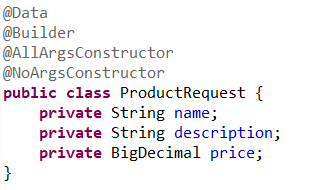 @Data
@Builder
@AllArgsConstructor
@NoArgsConstructor
public class ProductRequest {
    private String name;
    private String description;
    private BigDecimal price;
}